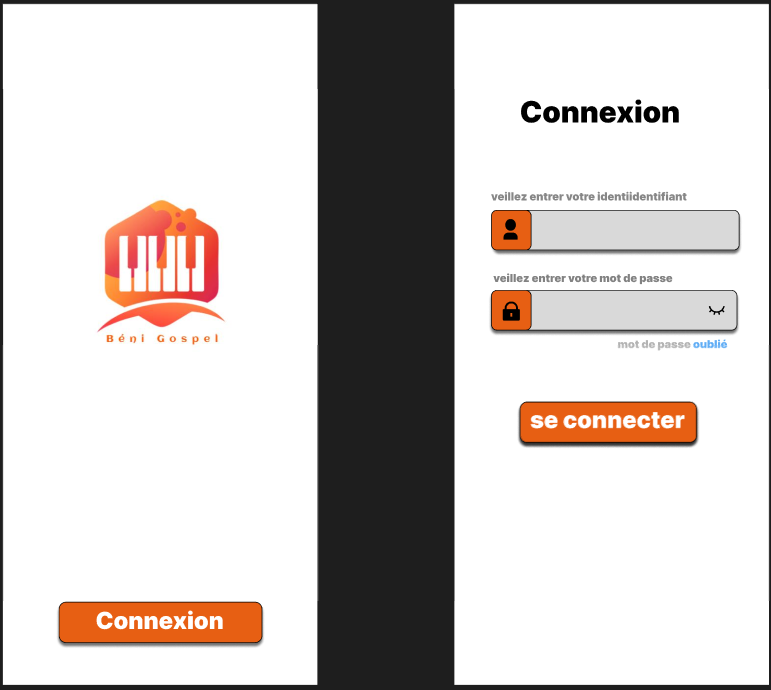 Béni Gospel
Connexion
Connexion
veillez entrer votre identiidentifiant
veillez entrer votre mot de passe
mot de passe oublié
se connecter